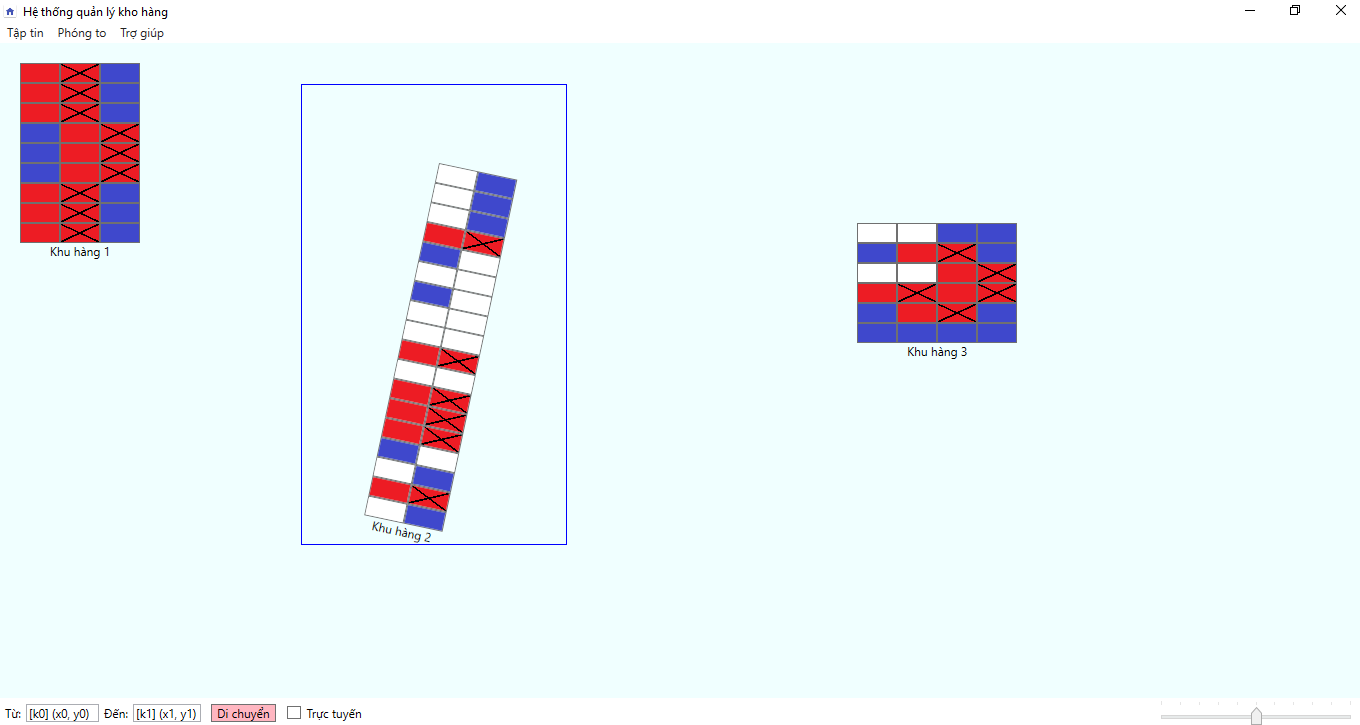 Hệ thống quản lý kho hàng
Tập tin Phóng to Trợ giúp
Khu hàng 1
Khu hàng 2
Khu hàng 3
Từ: [k0] (x0, y0) Đến: [k1] (x1, y1) Di chuyển Trực tuyến